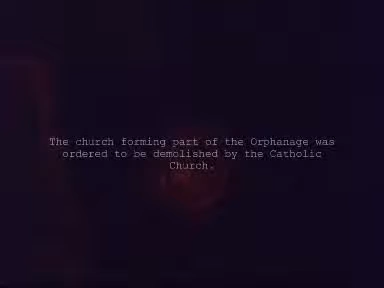 The church forming part of the Orphanage was
ordered to be demolished by the Catholic
Church.